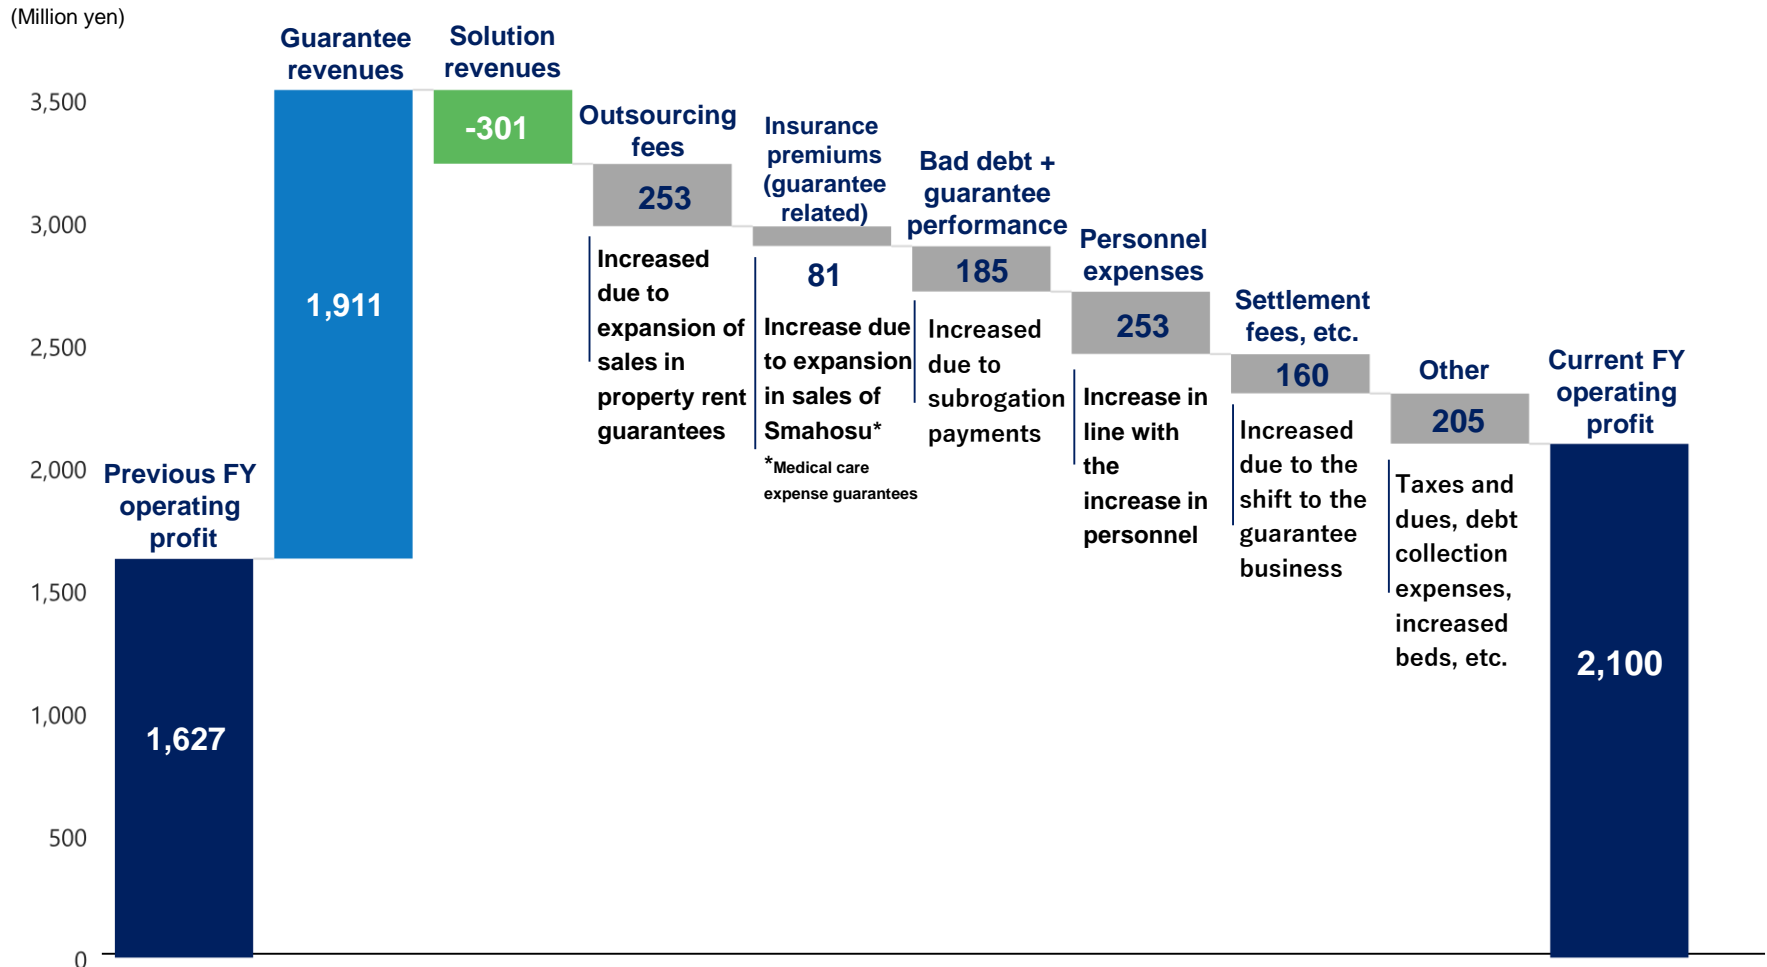 (Million yen)
3,500
3,000
2,500
2,000
1,500
1,000
500
0
Previous FY
operating
profit
1,627
Guarantee
revenues
1,911
Solution
revenues
-301
Outsourcing
fees
253
Increased
due to
expansion of
sales in
property rent
guarantees
Insurance
premiums
(guarantee
related)
81
Increase due
to expansion
in sales of
Smahosu*
*Medical care
expense guarantees
Bad debt +
guarantee
performance
185
Increased
due to
subrogation
payments
Personnel
expenses
253
Increase in
line with
the
increase in
personnel
Settlement
fees, etc.
160
Increased
due to the
shift to the
guarantee
business
Other
205
Taxes and
dues, debt
collection
expenses,
increased
beds, etc.
Current FY
operating
profit
2,100